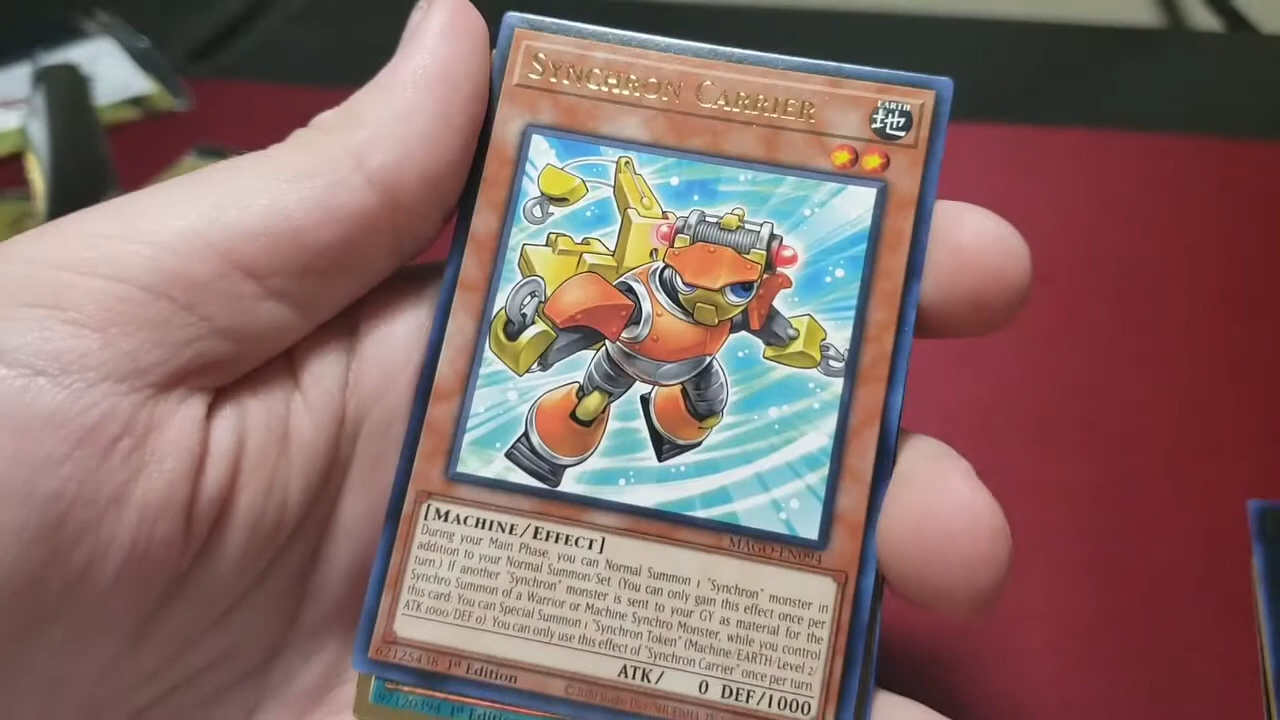 SYNCHRON CARRIER
EARTH
地
MAGO-EN094
[MACHINE/EFFECT]
During your Main Phase, you can Normal Summon 1 "Synchron" monster in
addition to your Normal Summon/Set. (You can only gain this effect once per
turn.) If another "Synchron" monster is sent to your GY as material for the
Synchro Summon of a Warrior or Machine Synchro Monster, while you control
this card: You can Special Summon 1 "Synchron Token" (Machine/EARTH/Level 2/
ATK 1000/DEF 0). You can only use this effect of "Synchron Carrier" once per turn.
ATK/ 0 DEF/1000
62125438 1st Edition
©2020 Studio Dice/SHUEISHA,
97120394 1st Edition